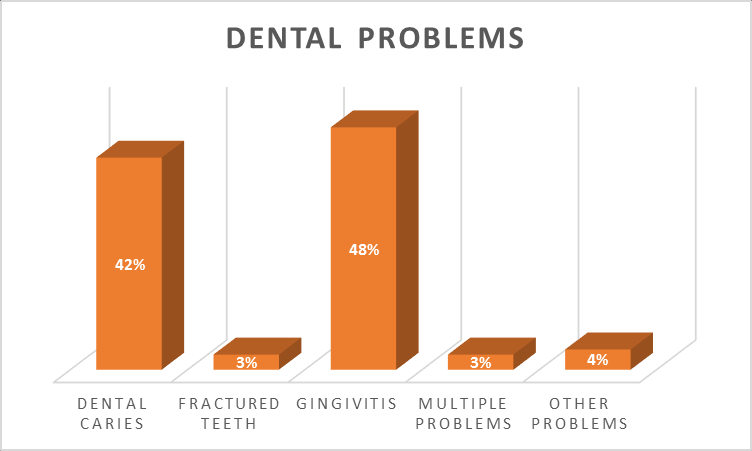 DENTAL PROBLEMS
42%
3%
48%
3%
4%
DENTAL
CARIES
FRACTURED
TEETH
GINGIVITIS
MULTIPLE
PROBLEMS
OTHER
PROBLEMS